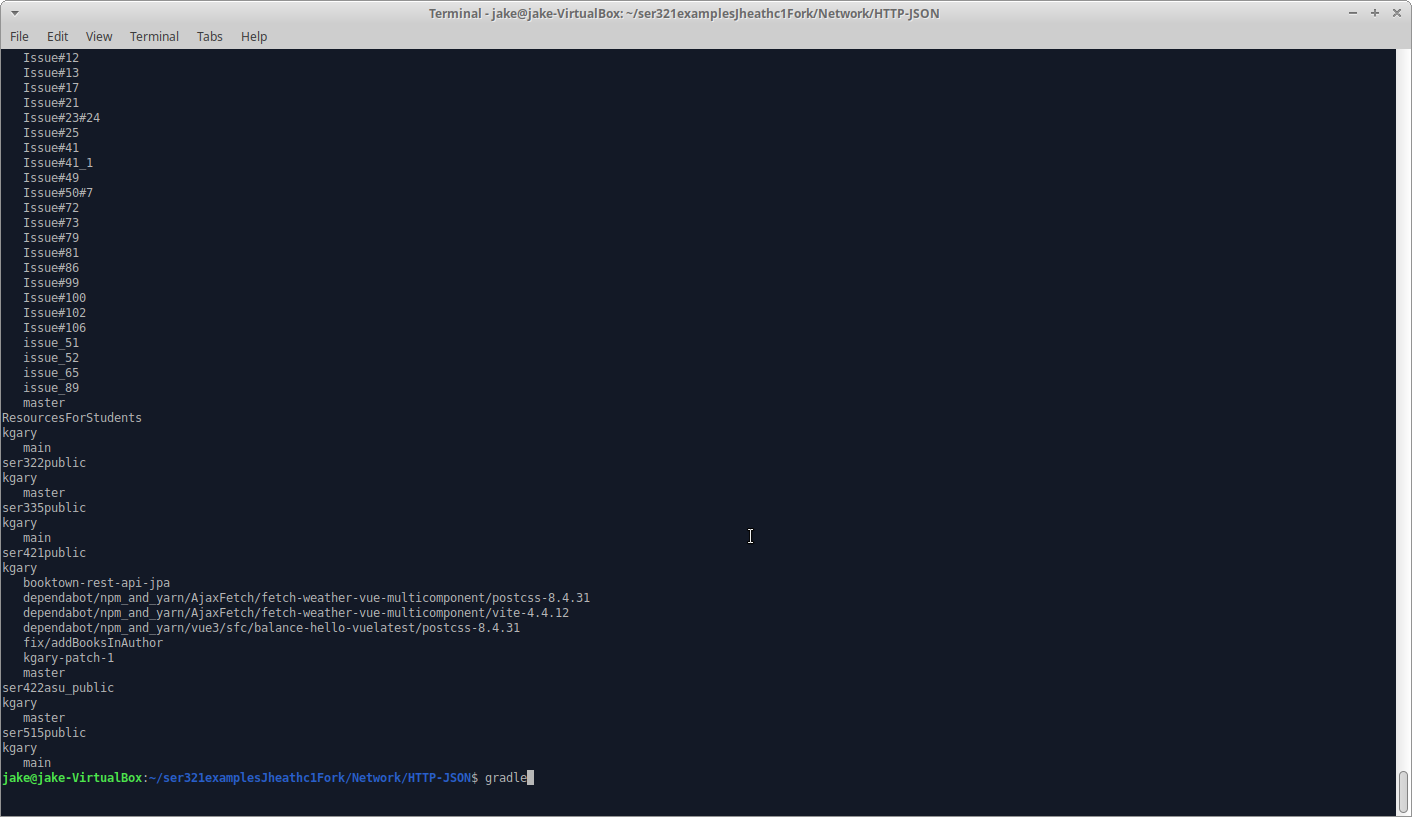 Terminal - jake@jake-VirtualBox: ~/ser321examplesJheathc1Fork/Network/HTTP-JSON
File Edit View Terminal Tabs Help
Issue#12
Issue#13
Issue#17
Issue#21
Issue#23#24
Issue#25
Issue#41
Issue#41_1
Issue#49
Issue#50#7
Issue#72
Issue#73
Issue#79
Issue#81
Issue#86
Issue#99
Issue#100
Issue#102
Issue#106
issue_51
issue_52
issue_65
issue_89
master
ResourcesForStudents
kgary
main
ser322public
kgary
master
ser335public
kgary
main
ser421public
kgary
booktown-rest-api-jpa
dependabot/npm_and_yarn/AjaxFetch/fetch-weather-vue-multicomponent/postcss-8.4.31
dependabot/npm_and_yarn/AjaxFetch/fetch-weather-vue-multicomponent/vite-4.4.12
dependabot/npm_and_yarn/vue3/sfc/balance-hello-vuelatest/postcss-8.4.31
fix/addBooksInAuthor
kgary-patch-1
master
ser422asu_public
kgary
master
ser515public
kgary
main
jake@jake-VirtualBox:~/ser321examplesJheathc1Fork/Network/HTTP-JSON$ gradle